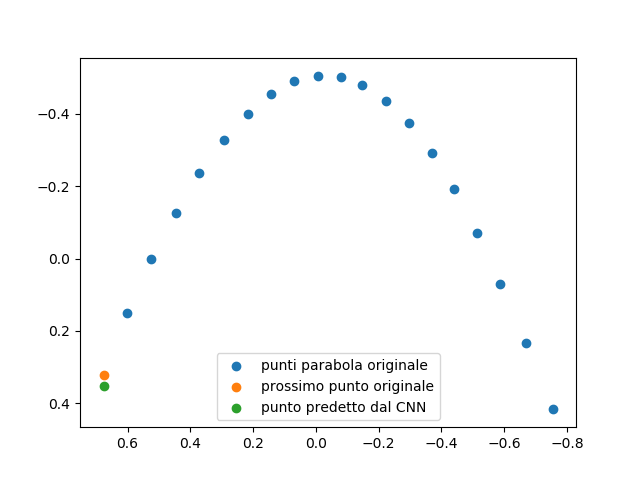 −0.4
−0.2
0.0
0.2
0.4
punti parabola originale
prossimo punto originale
punto predetto dal CNN
0.6 0.4 0.2 0.0 −0.2 −0.4 −0.6 −0.8